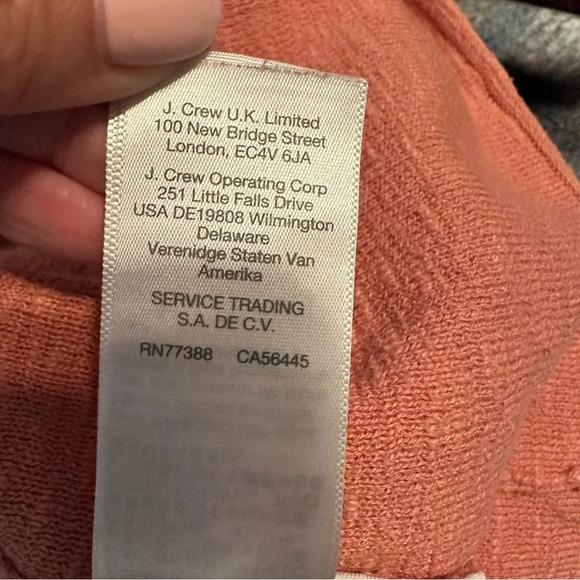 J. Crew U.K. Limited
100 New Bridge Street
London, EC4V 6JA
J. Crew Operating Corp
251 Little Falls Drive
USA DE19808 Wilmington
Delaware
Verenidge Staten Van
Amerika
SERVICE TRADING
S.A. DE C.V.
RN77388 CA56445